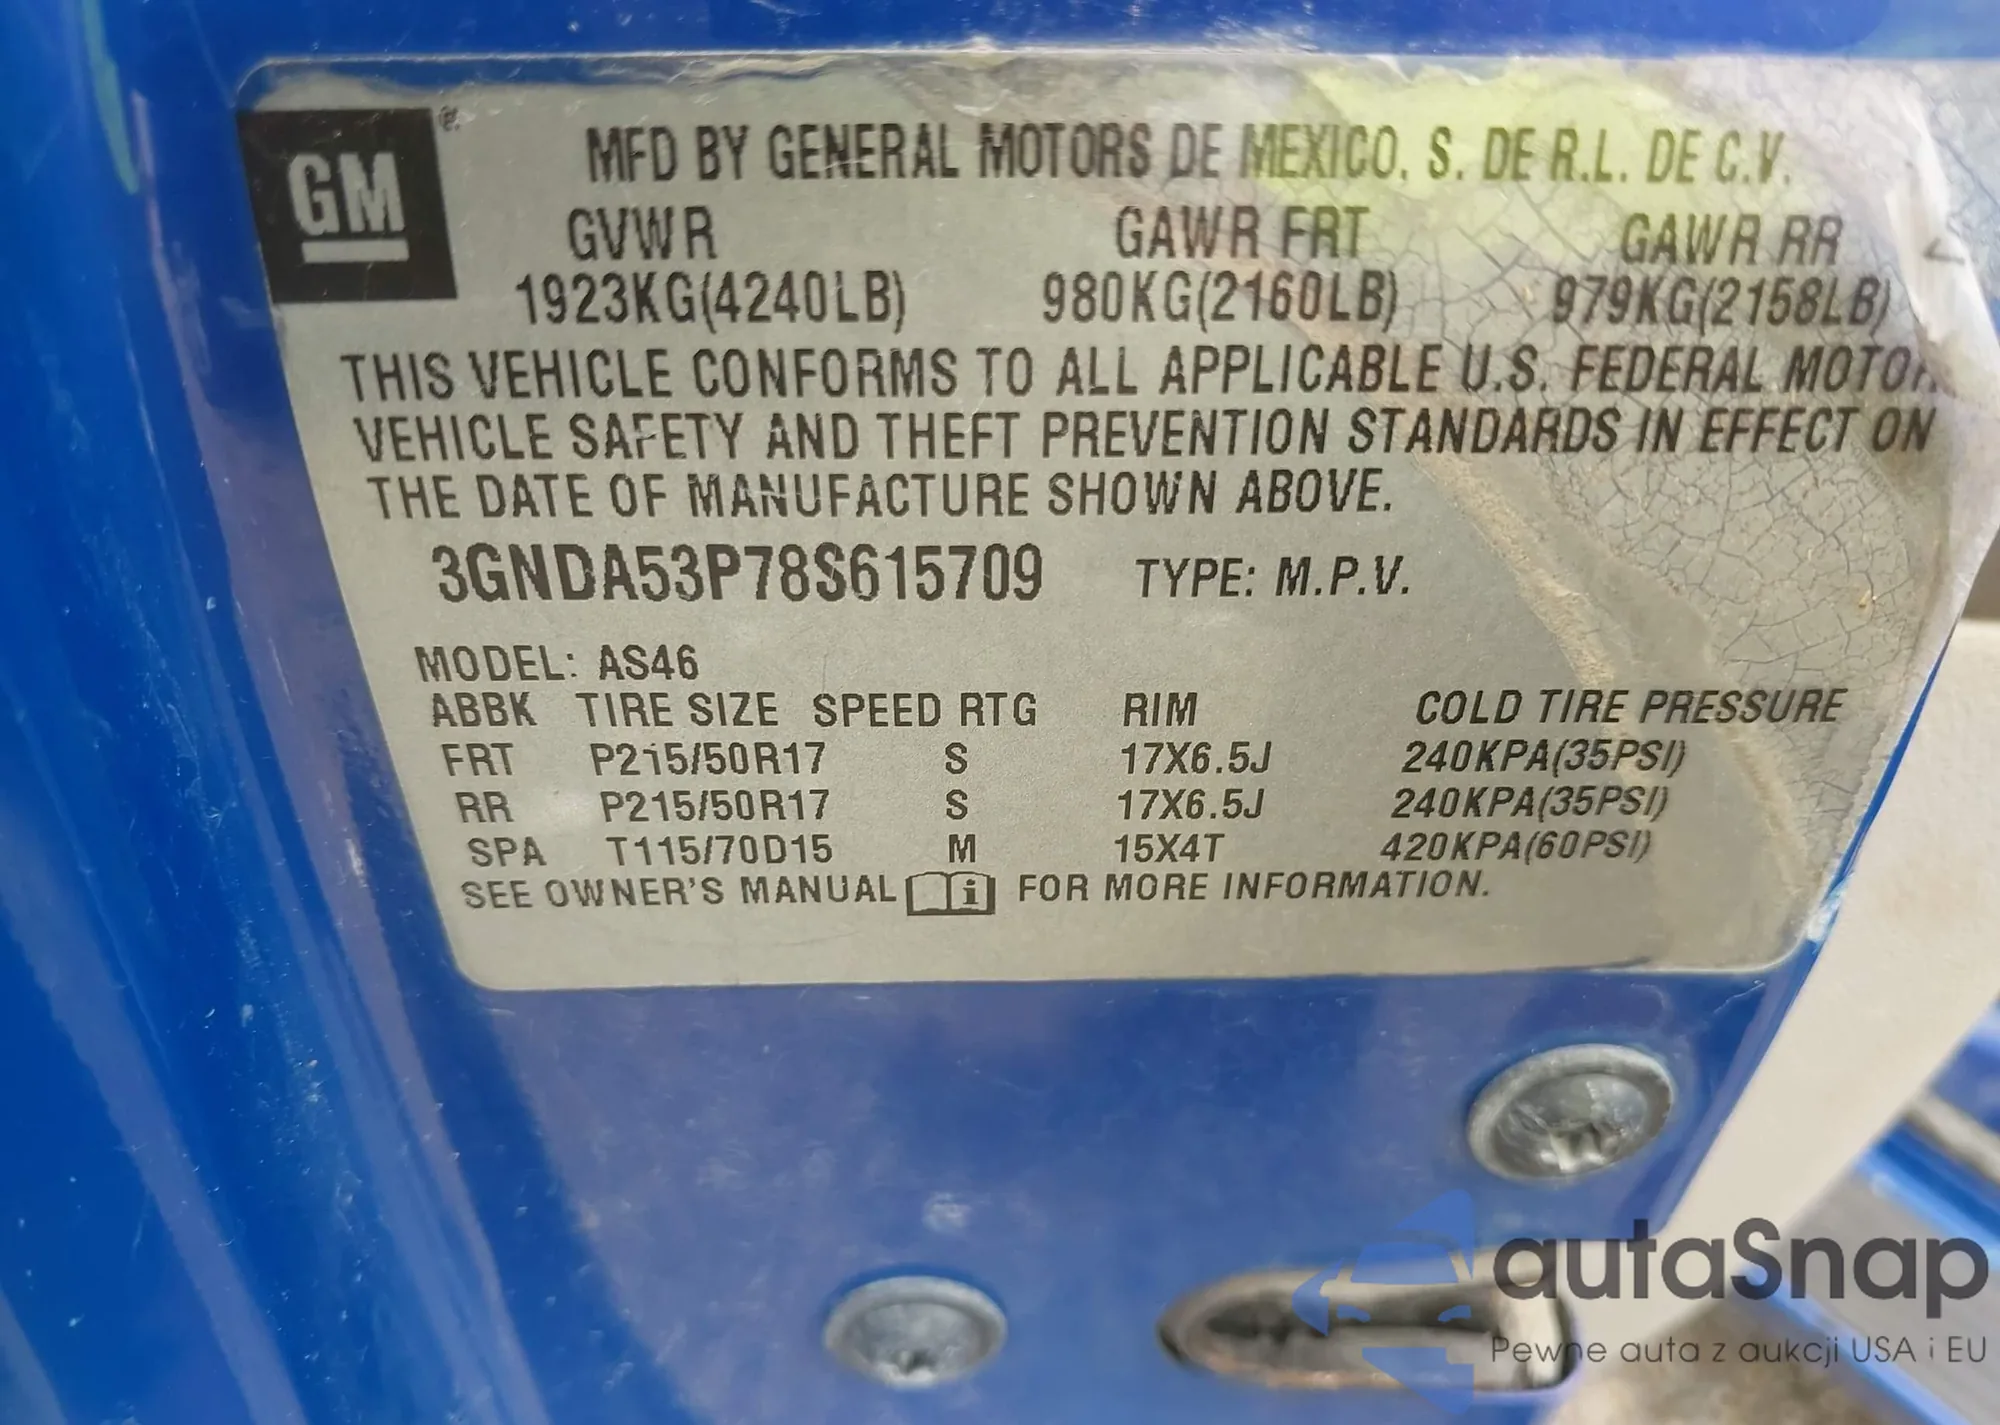 GM
MFD BY GENERAL MOTORS DE MEXICO, S. DE R.L. DE C.V.
GVWR GAWR FRT GAWR RR
1923KG(4240LB) 980KG(2160LB) 979KG(2158LB)
THIS VEHICLE CONFORMS TO ALL APPLICABLE U.S. FEDERAL MOTOR
VEHICLE SAFETY AND THEFT PREVENTION STANDARDS IN EFFECT ON
THE DATE OF MANUFACTURE SHOWN ABOVE.
3GNDA53P78S615709 TYPE: M.P.V.
MODEL: AS46
ABBK TIRE SIZE SPEED RTG RIM COLD TIRE PRESSURE
FRT P215/50R17 S 17X6.5J 240KPA(35PSI)
RR P215/50R17 S 17X6.5J 240KPA(35PSI)
SPA T115/70D15 M 15X4T 420KPA(60PSI)
SEE OWNER'S MANUAL i FOR MORE INFORMATION.
autaSnap
Pewne auta z aukcji USA i EU